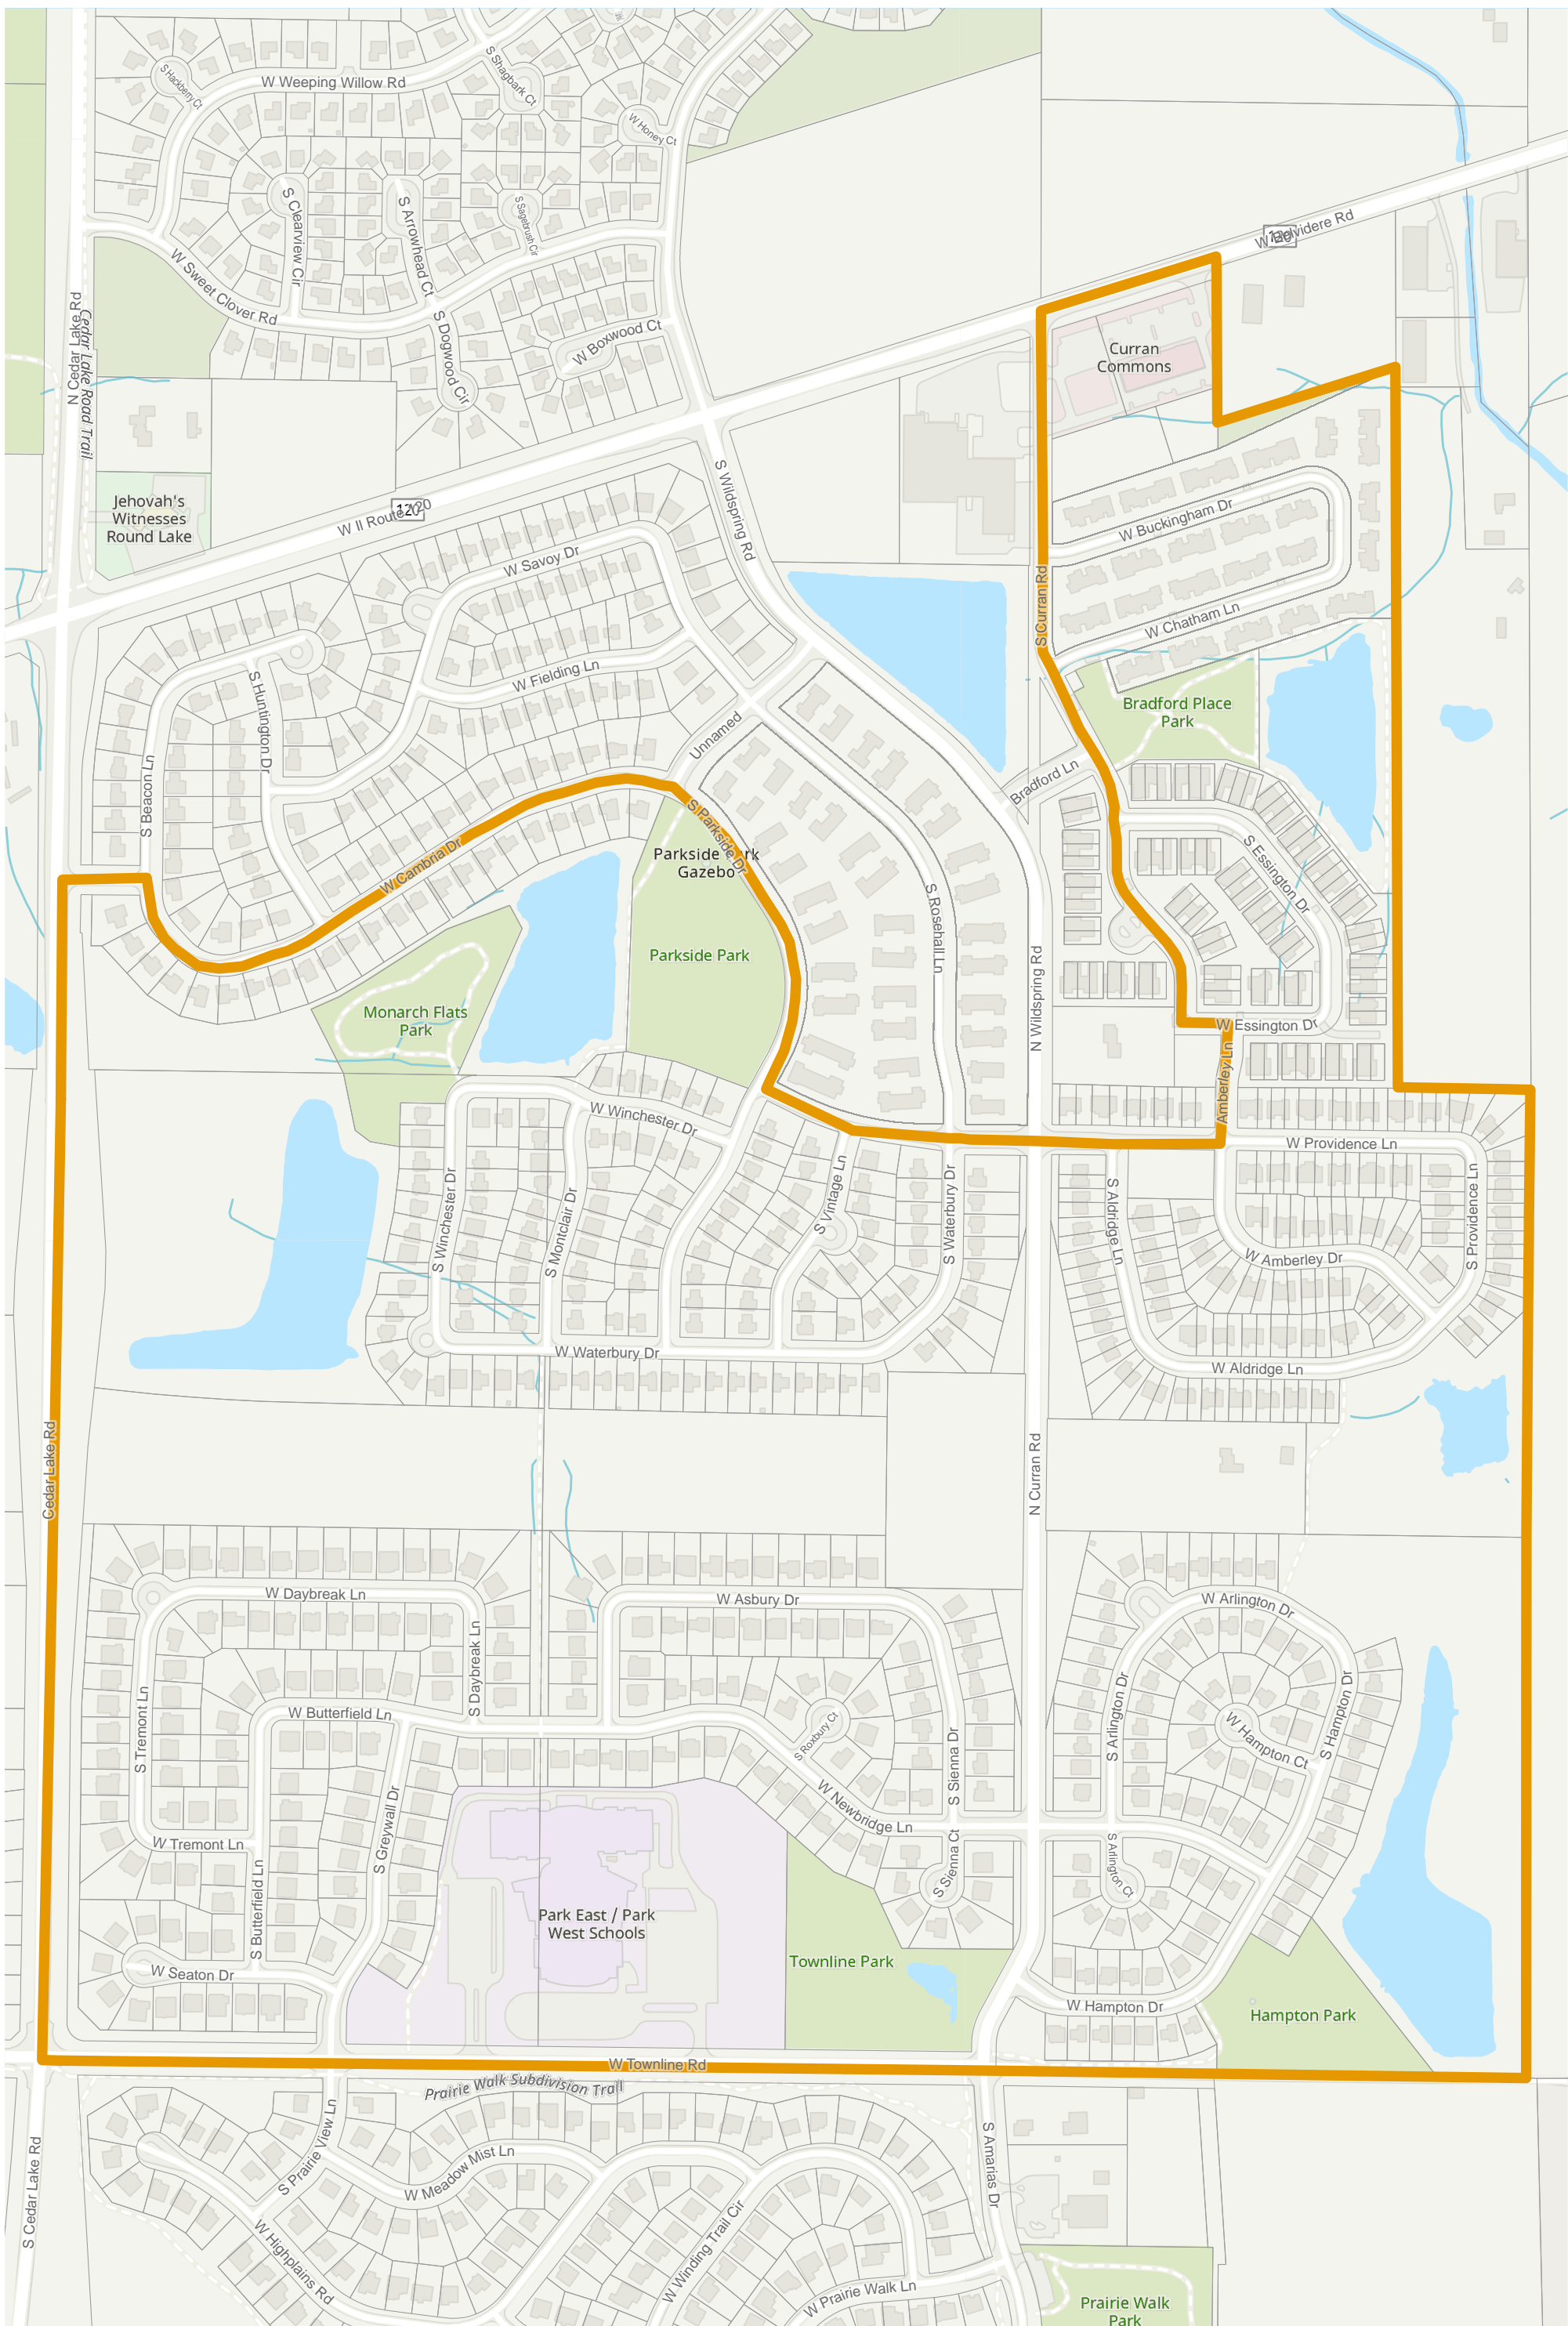 S Hackberry Ct
W Weeping Willow Rd
S Shagbark Ct
W Honey Ct
S Clearview Cir
S Arrowhead Ct
S Sagebrush Cir
W Sweet Clover Rd
S Dogwood Cir
W Boxwood Ct
N Cedar Lake Rd
Cedar Lake Road Trail
W Belvidere Rd
Curran
Commons
Jehovah's
Witnesses
Round Lake
W Il Route 120
120
S Wildspring Rd
W Savoy Dr
W Buckingham Dr
S Curran Rd
W Chatham Ln
W Fielding Ln
S Huntington Dr
Unnamed
Bradford Place
Park
S Beacon Ln
Bradford Ln
W Cambria Dr
S Parkside Dr
Parkside Park
Gazebo
S Essington Dr
S Rosehall Ln
Parkside Park
Monarch Flats
Park
N Wildspring Rd
W Essington Dr
Amberley Ln
W Winchester Dr
W Providence Ln
S Winchester Dr
S Montclair Dr
S Vintage Ln
S Waterbury Dr
S Aldridge Ln
S Providence Ln
W Amberley Dr
W Waterbury Dr
W Aldridge Ln
Cedar Lake Rd
N Curran Rd
W Daybreak Ln
W Asbury Dr
W Arlington Dr
S Daybreak Ln
S Tremont Ln
W Butterfield Ln
S Roxbury Ct
S Sienna Dr
S Arlington Dr
W Hampton Ct
S Hampton Dr
W Newbridge Ln
S Greywall Dr
W Tremont Ln
S Sienna Ct
S Arlington Ct
S Butterfield Ln
Park East / Park
West Schools
Townline Park
W Seaton Dr
W Hampton Dr
Hampton Park
W Townline Rd
Prairie Walk Subdivision Trail
S Prairie View Ln
W Meadow Mist Ln
S Amarias Dr
S Cedar Lake Rd
W Highplains Rd
W Winding Trail Cir
W Prairie Walk Ln
Prairie Walk
Park